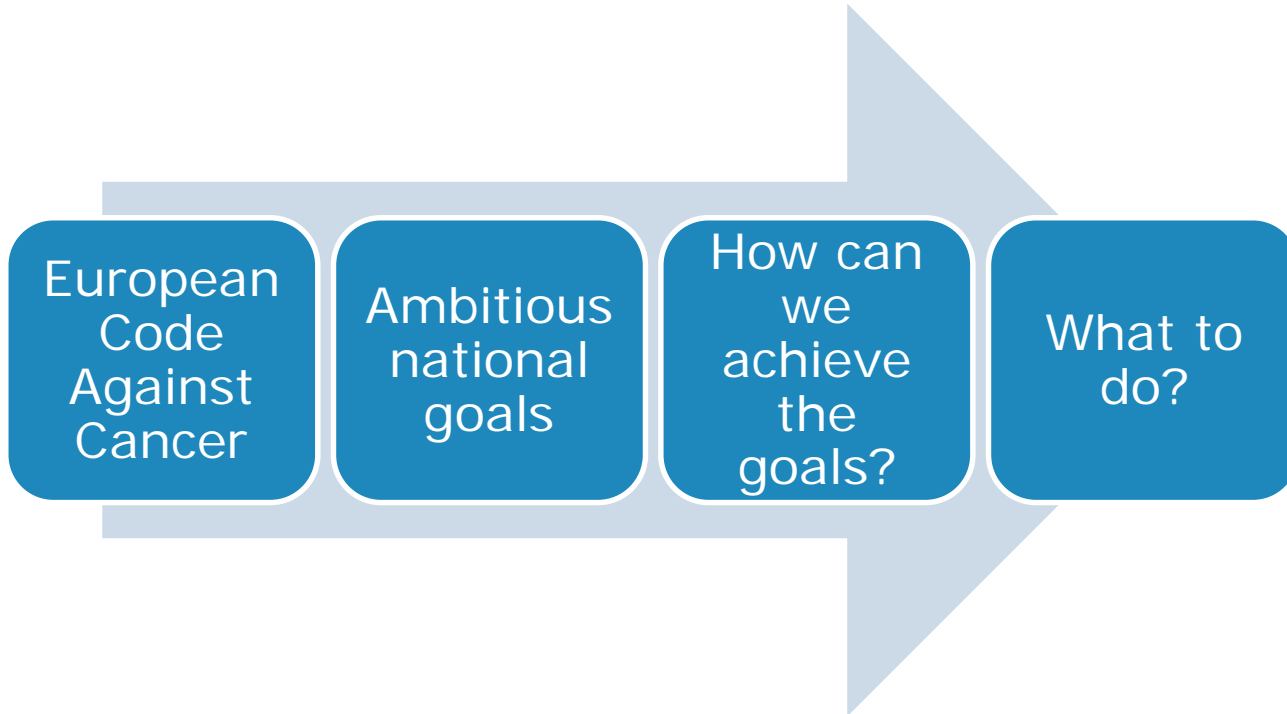 European
Code
Against
Cancer
Ambitious
national
goals
How can
we
achieve
the
goals?
What to
do?